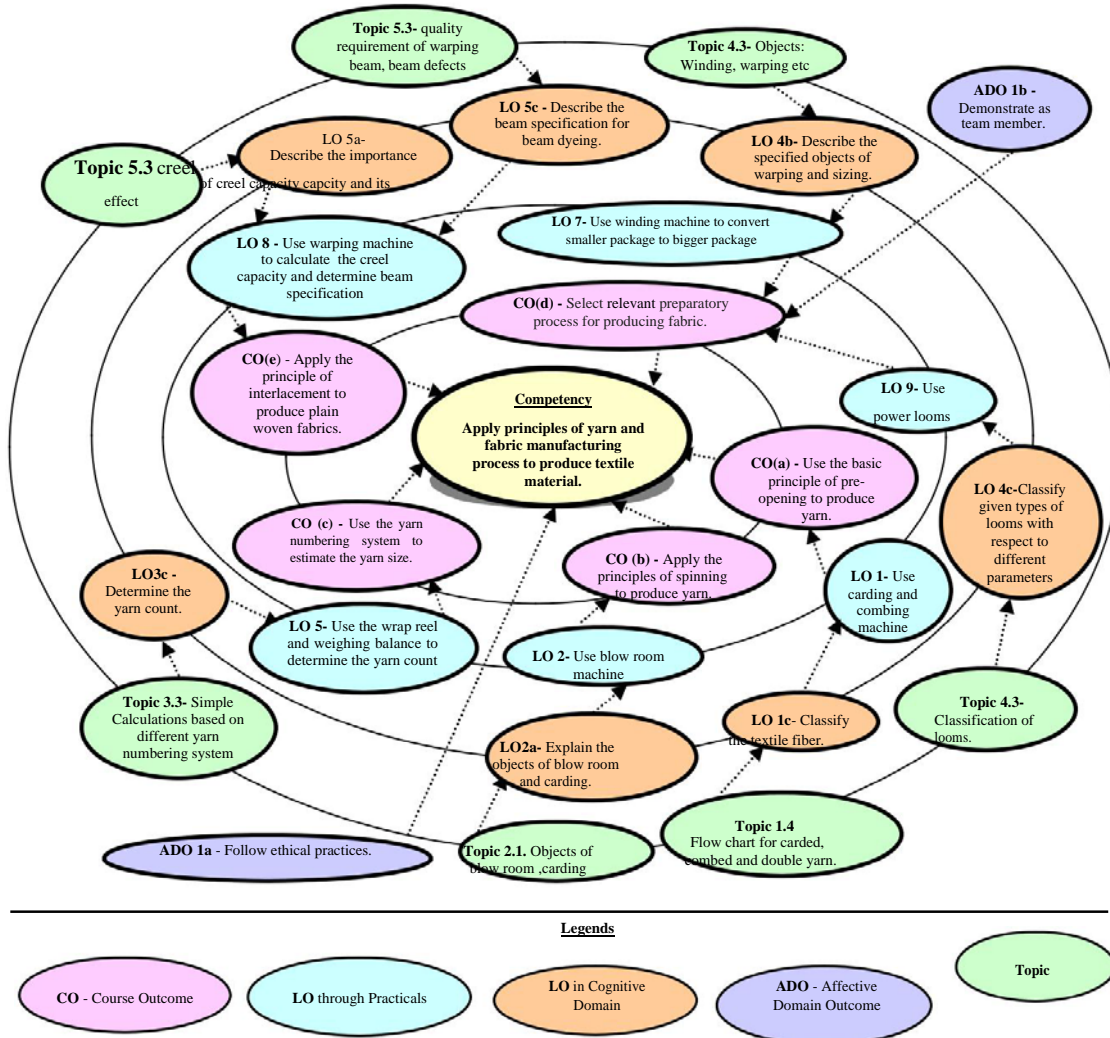 Topic 5.3- quality
requirement of warping
beam, beam defects
Topic 4.3- Objects:
Winding, warping etc
ADO 1b -
Demonstrate as
team member.
LO 5c - Describe the
beam specification for
beam dyeing.
LO 5a-
Describe the importance
of creel capacity capcity and its
Topic 5.3 creel
effect
LO 4b- Describe the
specified objects of
warping and sizing.
LO 8 - Use warping machine
to calculate the creel
capacity and determine beam
specification
LO 7- Use winding machine to convert
smaller package to bigger package
CO(d) - Select relevant preparatory
process for producing fabric.
CO(e) - Apply the
principle of
interlacement to
produce plain
woven fabrics.
Competency
Apply principles of yarn and
fabric manufacturing
process to produce textile
material.
LO 9- Use
power looms
CO(a) - Use the basic
principle of pre-
opening to produce
yarn.
LO 4c-Classify
given types of
looms with
respect to
different
parameters
CO (c) - Use the yarn
numbering system to
estimate the yarn size.
CO (b) - Apply the
principles of spinning
to produce yarn.
LO 1- Use
carding and
combing
machine
LO3c -
Determine the
yarn count.
LO 5- Use the wrap reel
and weighing balance to
determine the yarn count
LO 2- Use blow room
machine
Topic 3.3- Simple
Calculations based on
different yarn
numbering system
LO2a- Explain the
objects of blow room
and carding.
LO 1c- Classify
the textile fiber.
Topic 4.3-
Classification of
looms.
ADO 1a - Follow ethical practices.
Topic 2.1. Objects of
blow room ,carding
Topic 1.4
Flow chart for carded,
combed and double yarn.
Legends
CO - Course Outcome
LO through Practicals
LO in Cognitive
Domain
ADO - Affective
Domain Outcome
Topic